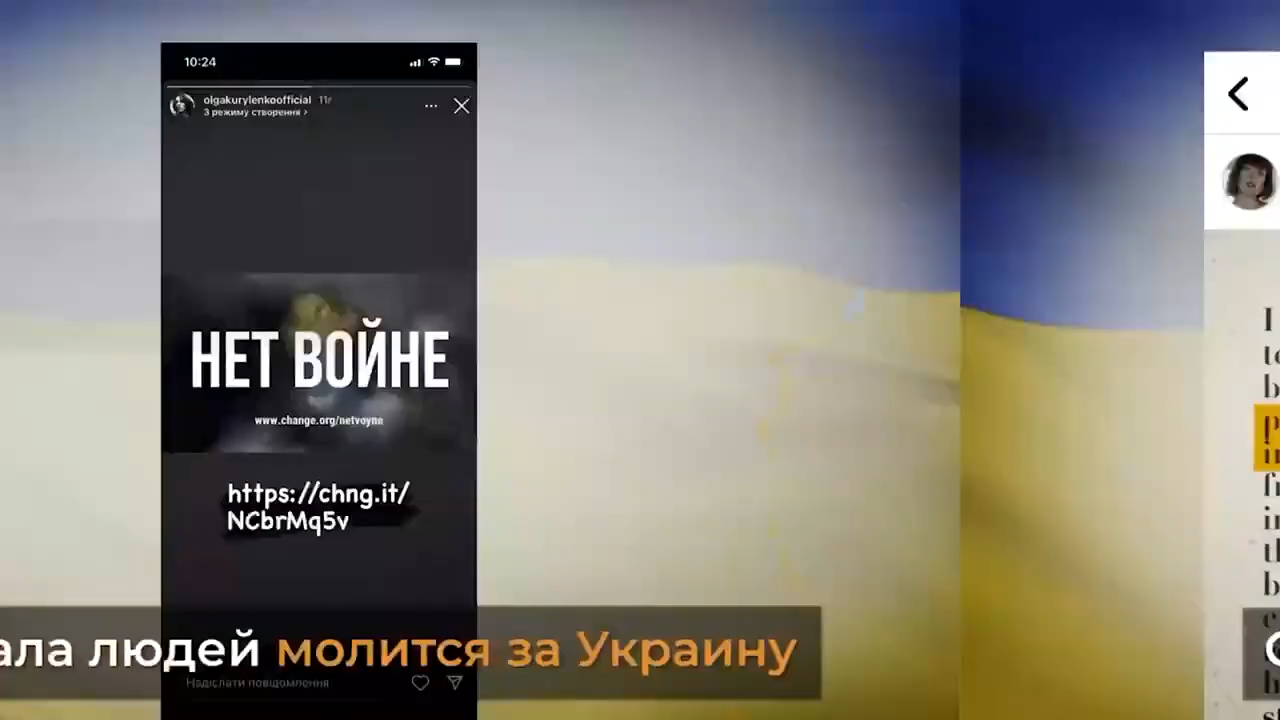 10:24
olgakurylenkoofficial 11г
З режиму створення ›
НЕТ ВОЙНЕ
www.change.org/netvoyne
https://chng.it/
NCbrMq5v
ала людей молится за Украину
Надіслати повідомлення